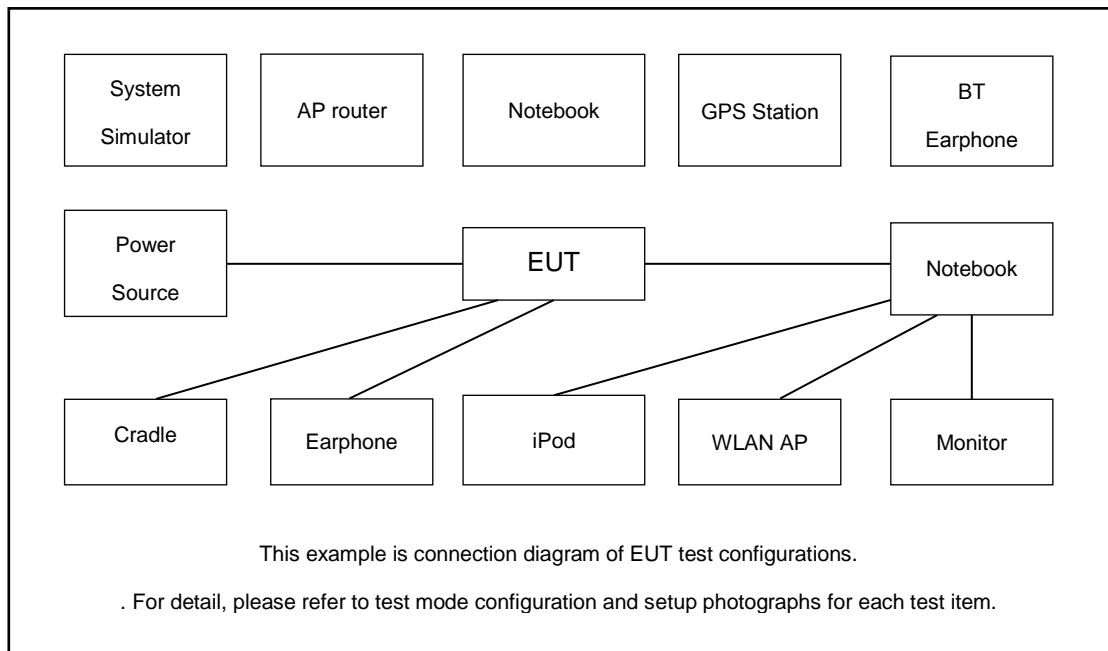 System
Simulator
AP router
Notebook
GPS Station
BT
Earphone
Power
Source
EUT
Notebook
Cradle
Earphone
iPod
WLAN AP
Monitor
This example is connection diagram of EUT test configurations.
. For detail, please refer to test mode configuration and setup photographs for each test item.